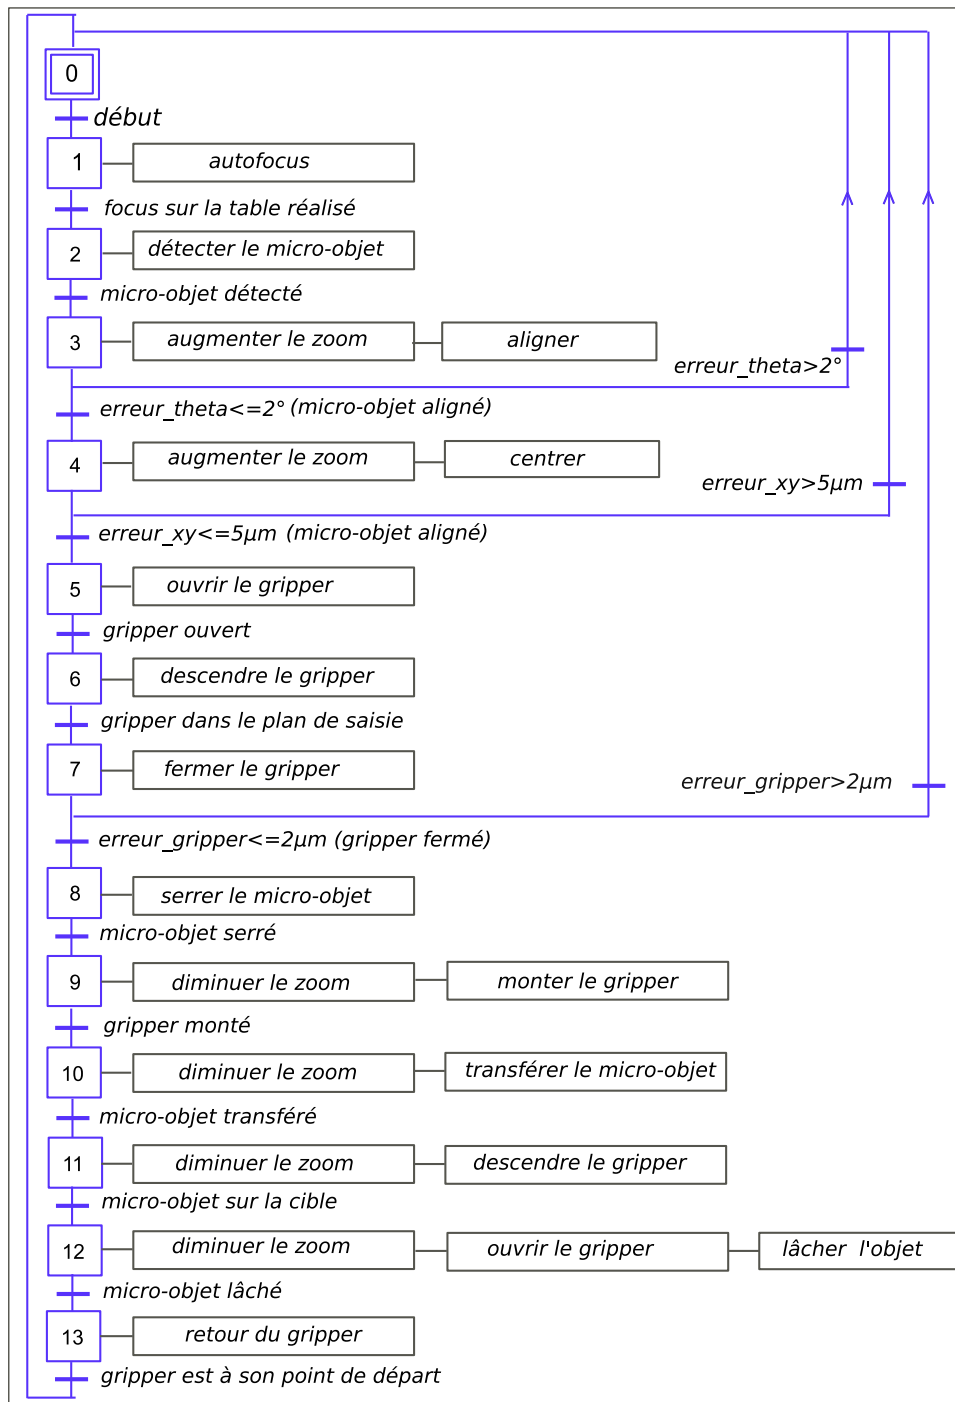 0
début
1 autofocus
focus sur la table réalisé
2 détecter le micro-objet
micro-objet détecté
3 augmenter le zoom aligner
erreur_theta>2°
erreur_theta<=2° (micro-objet aligné)
4 augmenter le zoom centrer
erreur_xy>5µm
erreur_xy<=5µm (micro-objet aligné)
5 ouvrir le gripper
gripper ouvert
6 descendre le gripper
gripper dans le plan de saisie
7 fermer le gripper
erreur_gripper>2µm
erreur_gripper<=2µm (gripper fermé)
8 serrer le micro-objet
micro-objet serré
9 diminuer le zoom monter le gripper
gripper monté
10 diminuer le zoom transférer le micro-objet
micro-objet transféré
11 diminuer le zoom descendre le gripper
micro-objet sur la cible
12 diminuer le zoom ouvrir le gripper lâcher l'objet
micro-objet lâché
13 retour du gripper
gripper est à son point de départ